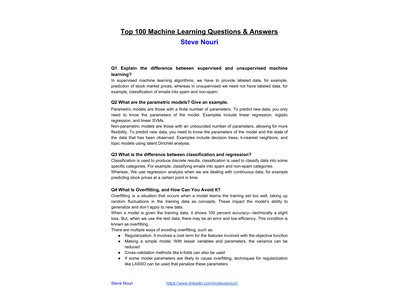 Top 100 Machine Learning Questions & Answers
Steve Nouri
Q1 Explain the difference between supervised and unsupervised machine
learning?
In supervised machine learning algorithms, we have to provide labeled data, for example,
prediction of stock market prices, whereas in unsupervised we need not have labeled data, for
example, classification of emails into spam and non-spam.
Q2 What are the parametric models? Give an example.
Parametric models are those with a finite number of parameters. To predict new data, you only
need to know the parameters of the model. Examples include linear regression, logistic
regression, and linear SVMs.
Non-parametric models are those with an unbounded number of parameters, allowing for more
flexibility. To predict new data, you need to know the parameters of the model and the state of
the data that has been observed. Examples include decision trees, k-nearest neighbors, and
topic models using latent Dirichlet analysis.
Q3 What is the difference between classification and regression?
Classification is used to produce discrete results, classification is used to classify data into some
specific categories. For example, classifying emails into spam and non-spam categories.
Whereas, We use regression analysis when we are dealing with continuous data, for example
predicting stock prices at a certain point in time.
Q4 What Is Overfitting, and How Can You Avoid It?
Overfitting is a situation that occurs when a model learns the training set too well, taking up
random fluctuations in the training data as concepts. These impact the model's ability to
generalize and don't apply to new data.
When a model is given the training data, it shows 100 percent accuracy—technically a slight
loss. But, when we use the test data, there may be an error and low efficiency. This condition is
known as overfitting.
There are multiple ways of avoiding overfitting, such as:
● Regularization. It involves a cost term for the features involved with the objective function
● Making a simple model. With lesser variables and parameters, the variance can be
reduced
● Cross-validation methods like k-folds can also be used
● If some model parameters are likely to cause overfitting, techniques for regularization
like LASSO can be used that penalize these parameters
Steve Nouri https://www.linkedin.com/in/stevenouri/